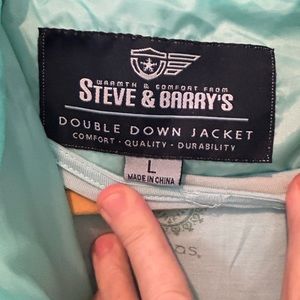 WARMTH & COMFORT FROM
STEVE & BARRY'S
DOUBLE DOWN JACKET
COMFORT · QUALITY · DURABILITY
L
MADE IN CHINA